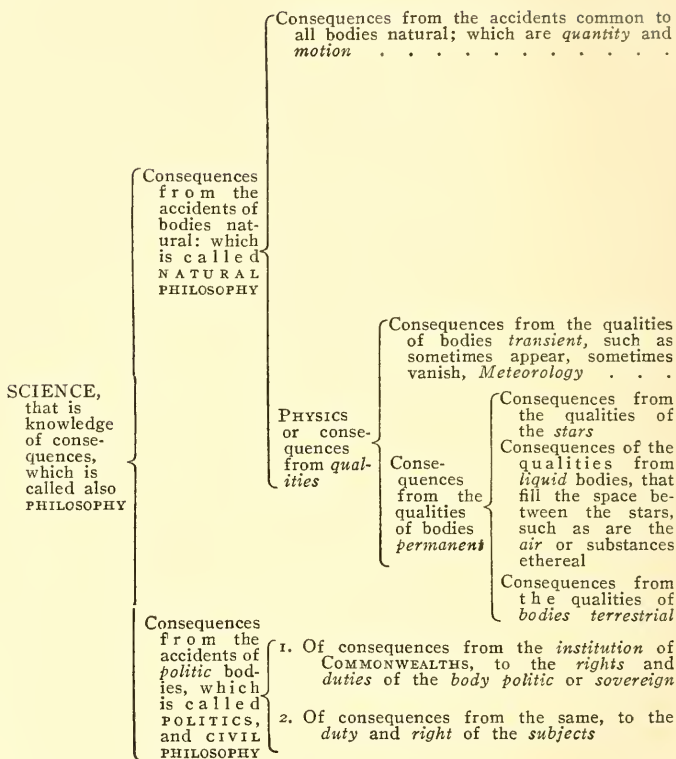 Consequences from the accidents common to
all bodies natural; which are quantity and
motion . . . . . . . . . . . .
Consequences
from the
accidents of
bodies nat-
ural: which
is called
NATURAL
PHILOSOPHY
Consequences from the qualities
of bodies transient, such as
sometimes appear, sometimes
vanish, Meteorology . . .
SCIENCE,
that is
knowledge
of conse-
quences,
which is
called also
PHILOSOPHY
PHYSICS
or conse-
quences
from qual-
ities
Conse-
quences
from the
qualities
of bodies
permanent
Consequences from
the qualities of
the stars
Consequences of the
qualities from
liquid bodies, that
fill the space be-
tween the stars,
such as are the
air or substances
ethereal
Consequences from
the qualities of
bodies terrestrial
Consequences
from the
accidents of
politic bod-
ies, which
is called
POLITICS,
and CIVIL
PHILOSOPHY
1. Of consequences from the institution of
COMMONWEALTHS, to the rights and
duties of the body politic or sovereign
2. Of consequences from the same, to the
duty and right of the subjects